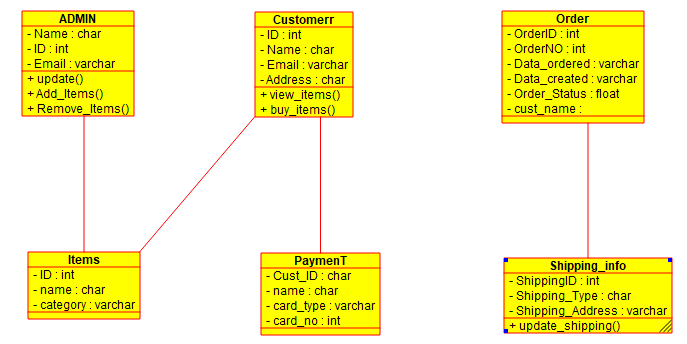 ADMIN
- Name : char
- ID : int
- Email : varchar
+ update()
+ Add_Items()
+ Remove_Items()
Customerr
- ID : int
- Name : char
- Email : varchar
- Address : char
+ view_items()
+ buy_items()
Order
- OrderID : int
- OrderNO : int
- Data_ordered : varchar
- Data_created : varchar
- Order_Status : float
- cust_name :
Items
- ID : int
- name : char
- category : varchar
PaymenT
- Cust_ID : char
- name : char
- card_type : varchar
- card_no : int
Shipping_info
- ShippingID : int
- Shipping_Type : char
- Shipping_Address : varchar
+ update_shipping()